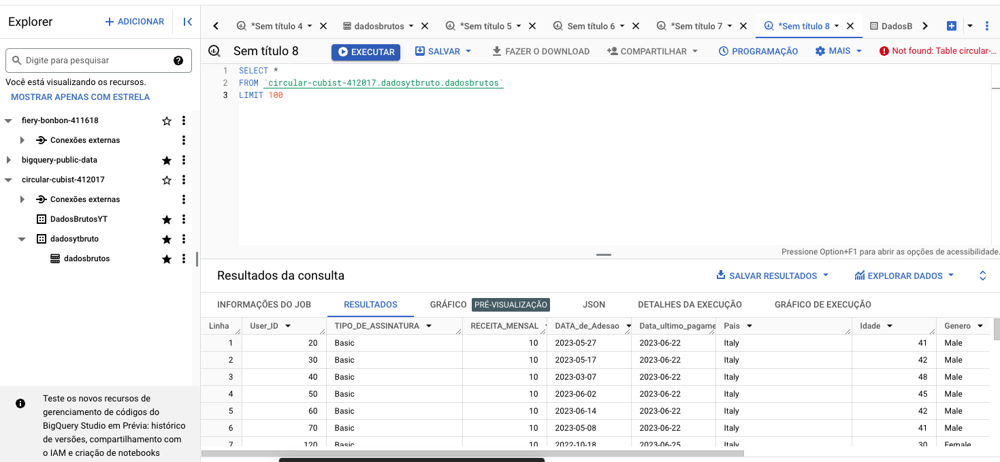 Explorer
ADICIONAR
Digite para pesquisar
Você está visualizando os recursos.
MOSTRAR APENAS COM ESTRELA
fiery-bonbon-411618
Conexões externas
bigquery-public-data
circular-cubist-412017
Conexões externas
DadosBrutosYT
dadosytbruto
dadosbrutos
Teste os novos recursos de
gerenciamento de códigos do
BigQuery Studio em Prévia: histórico
de versões, compartilhamento com
o IAM e criação de notebooks
*Sem título 4 dadosbrutos *Sem título 5 Sem título 6 *Sem título 7 *Sem título 8 DadosB
Sem título 8 EXECUTAR SALVAR FAZER O DOWNLOAD COMPARTILHAR PROGRAMAÇÃO MAIS Not found: Table circular-...
1 SELECT *
2 FROM `circular-cubist-412017.dadosytbruto.dadosbrutos`
3 LIMIT 100
Pressione Option+F1 para abrir as opções de acessibilidade.
Resultados da consulta SALVAR RESULTADOS EXPLORAR DADOS
INFORMAÇÕES DO JOB RESULTADOS GRÁFICO PRÉ-VISUALIZAÇÃO JSON DETALHES DA EXECUÇÃO GRÁFICO DE EXECUÇÃO
Linha User_ID TIPO_DE_ASSINATURA RECEITA_MENSAL DATA_de_Adesao Data_ultimo_pagame Pais Idade Genero
1 20 Basic 10 2023-05-27 2023-06-22 Italy 41 Male
2 30 Basic 10 2023-05-17 2023-06-22 Italy 42 Male
3 40 Basic 10 2023-03-07 2023-06-22 Italy 48 Male
4 50 Basic 10 2023-06-02 2023-06-22 Italy 45 Male
5 60 Basic 10 2023-06-14 2023-06-22 Italy 42 Male
6 70 Basic 10 2023-05-08 2023-06-22 Italy 41 Male
7 120 Basic 10 2022-10-18 2023-06-25 Italy 30 Female